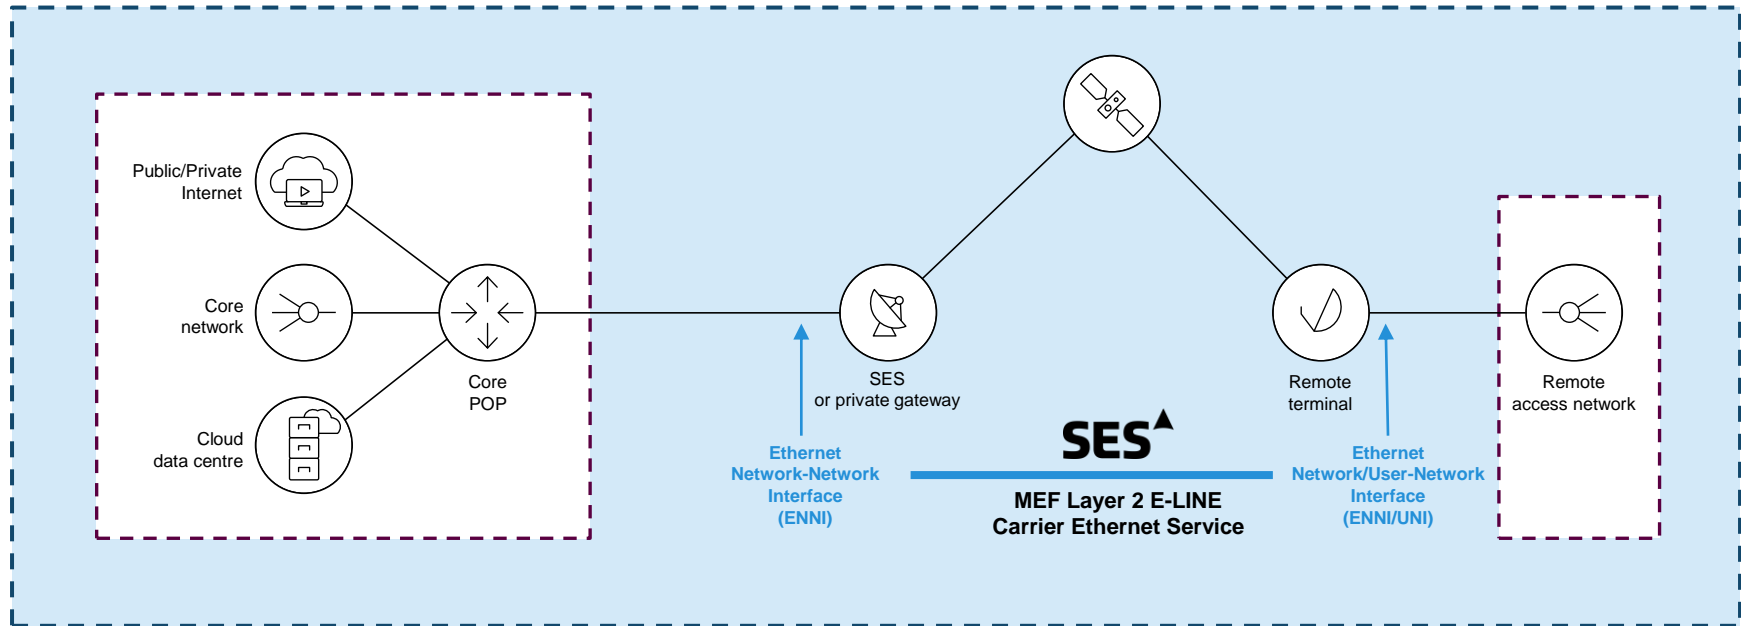 Public/Private
Internet
Core
network
Cloud
data centre
Core
POP
SES
or private gateway
Ethernet
Network-Network
Interface
(ENNI)
SES
MEF Layer 2 E-LINE
Carrier Ethernet Service
Remote
terminal
Ethernet
Network/User-Network
Interface
(ENNI/UNI)
Remote
access network